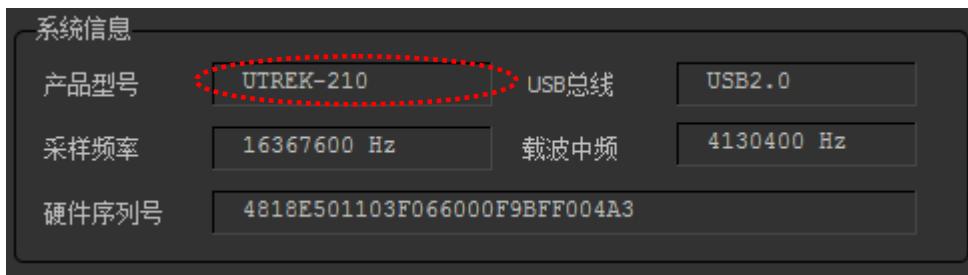 系统信息
产品型号 UTREK-210 USB总线 USB2.0
采样频率 16367600 Hz 载波中频 4130400 Hz
硬件序列号 4818E501103F066000F9BFF004A3